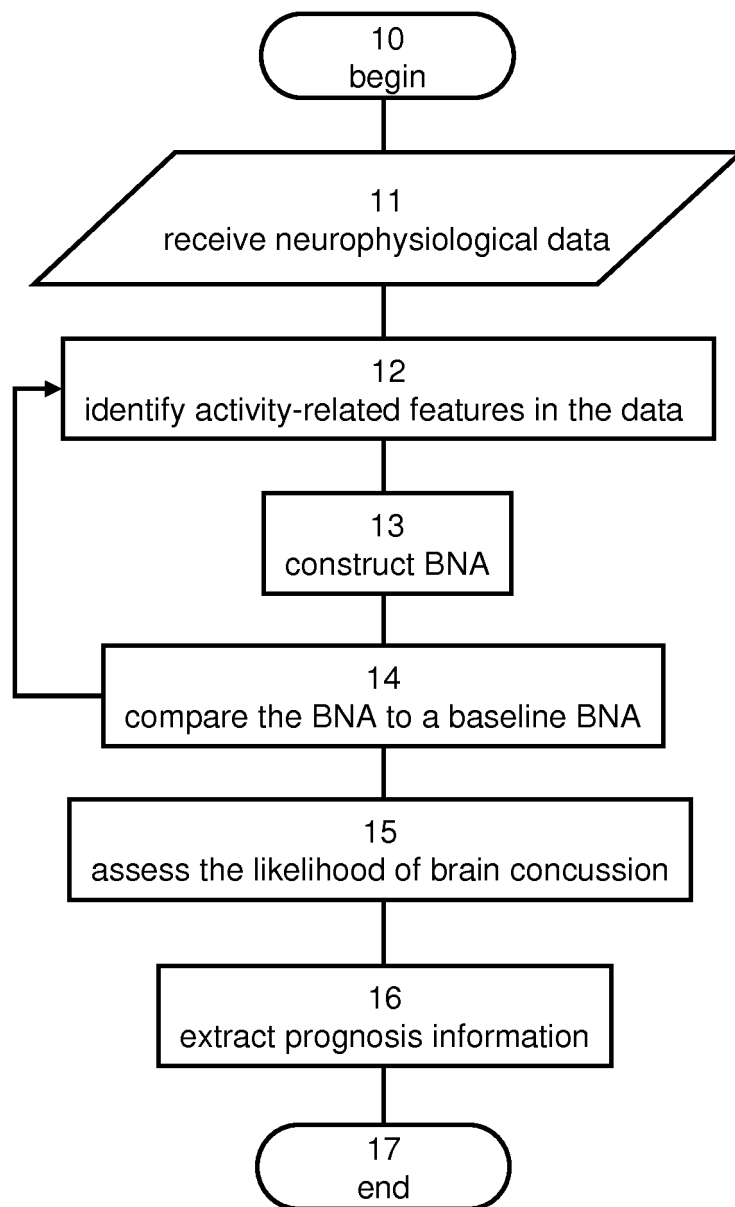 10
begin
11
receive neurophysiological data
12
identify activity-related features in the data
13
construct BNA
14
compare the BNA to a baseline BNA
15
assess the likelihood of brain concussion
16
extract prognosis information
17
end